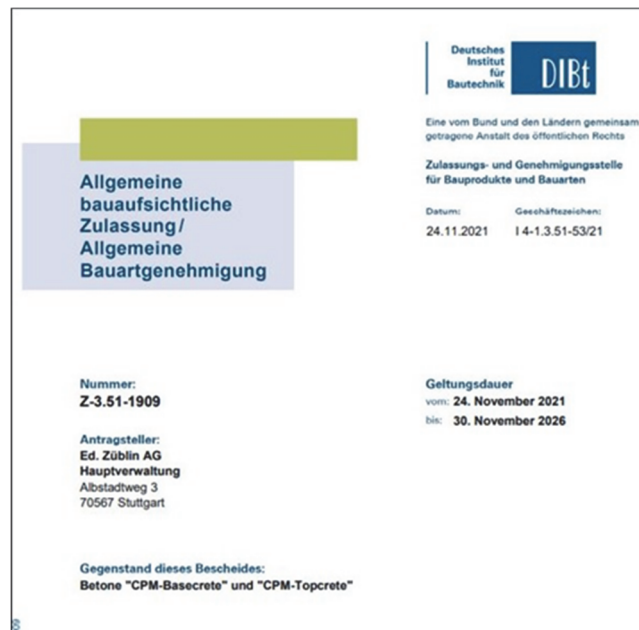 Deutsches
Institut
für
Bautechnik
DIBt
Eine vom Bund und den Ländern gemeinsam
getragene Anstalt des öffentlichen Rechts
Zulassungs- und Genehmigungsstelle
für Bauprodukte und Bauarten
Allgemeine
bauaufsichtliche
Zulassung/
Allgemeine
Bauartgenehmigung
Datum: Geschäftszeichen:
24.11.2021 I 4-1.3.51-53/21
Nummer:
Z-3.51-1909
Geltungsdauer
vom: 24. November 2021
bis: 30. November 2026
Antragsteller:
Ed. Züblin AG
Hauptverwaltung
Albstadtweg 3
70567 Stuttgart
Gegenstand dieses Bescheides:
Betone "CPM-Basecrete" und "CPM-Topcrete"